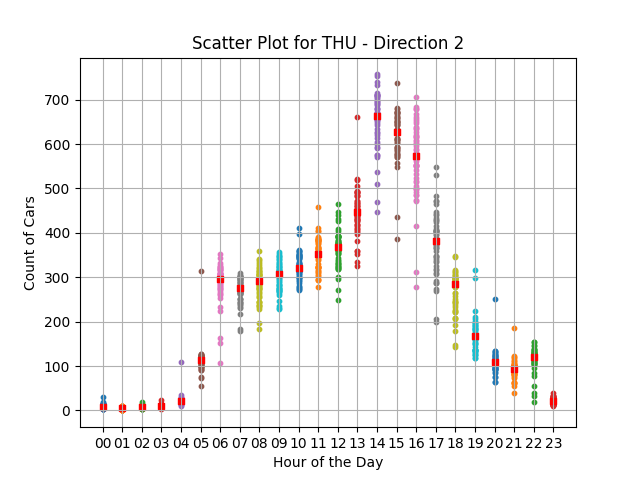 Scatter Plot for THU - Direction 2
700
600
500
400
300
200
100
0
Count of Cars
00 01 02 03 04 05 06 07 08 09 10 11 12 13 14 15 16 17 18 19 20 21 22 23
Hour of the Day